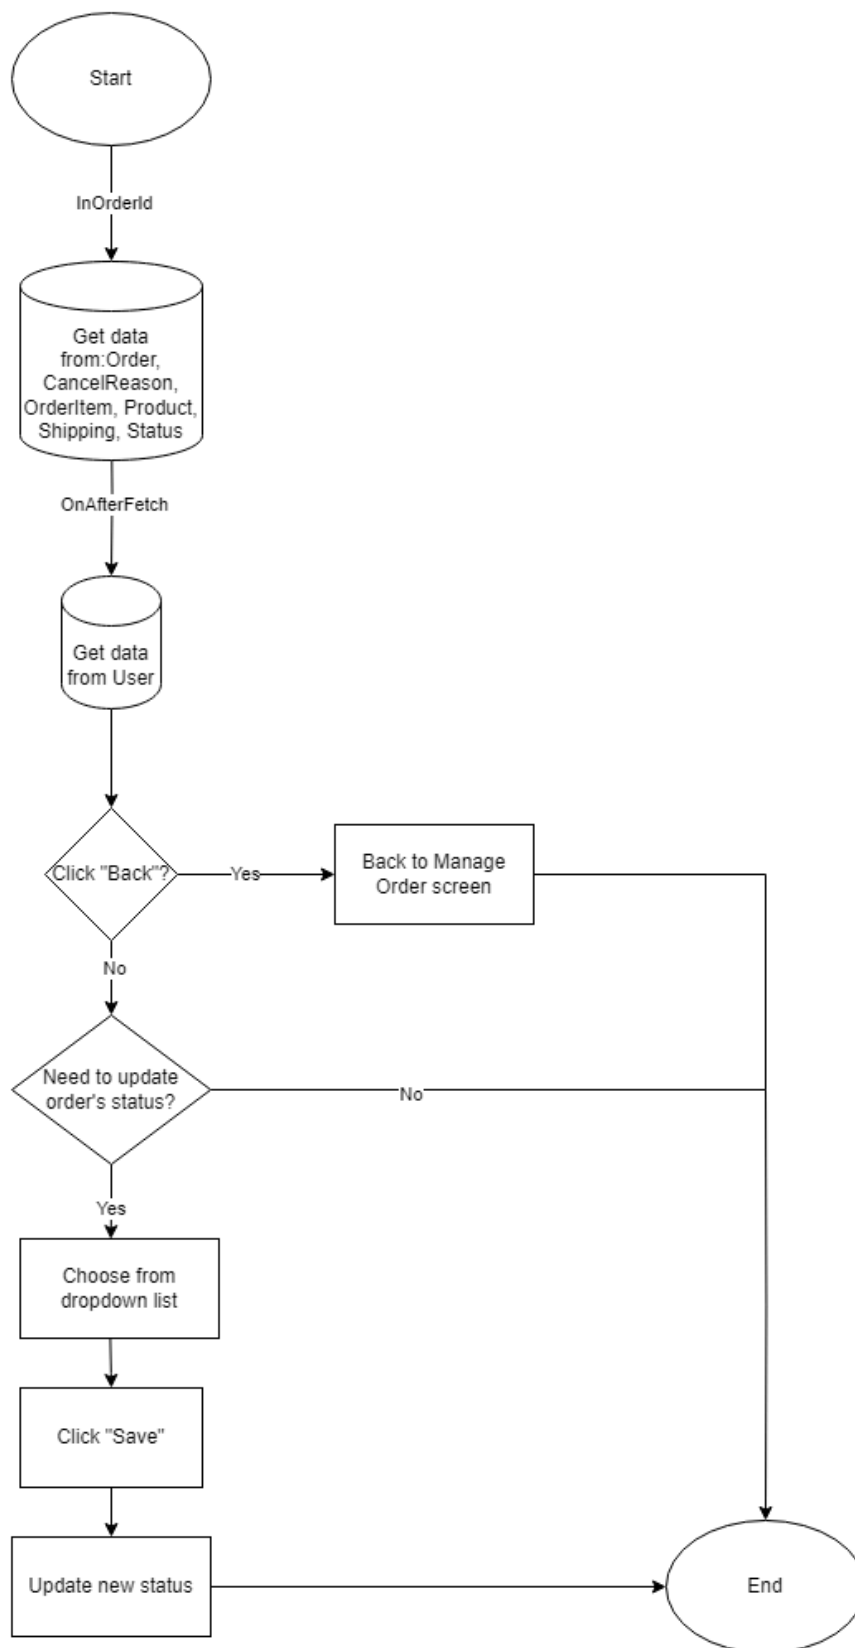 Start
InOrderId
Get data
from:Order,
CancelReason,
OrderItem, Product,
Shipping, Status
OnAfterFetch
Get data
from User
Click "Back"?
Yes
Back to Manage
Order screen
No
Need to update
order's status?
No
Yes
Choose from
dropdown list
Click "Save"
Update new status
End